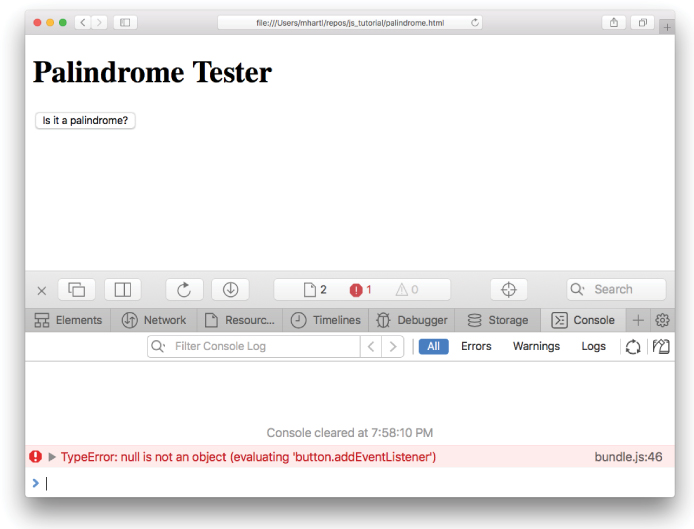 file:///Users/mhartl/repos/js_tutorial/palindrome.html
Palindrome Tester
Is it a palindrome?
2 1 0 Search
Elements Network Resourc... Timelines Debugger Storage Console
Filter Console Log All Errors Warnings Logs
Console cleared at 7:58:10 PM
TypeError: null is not an object (evaluating 'button.addEventListener') bundle.js:46